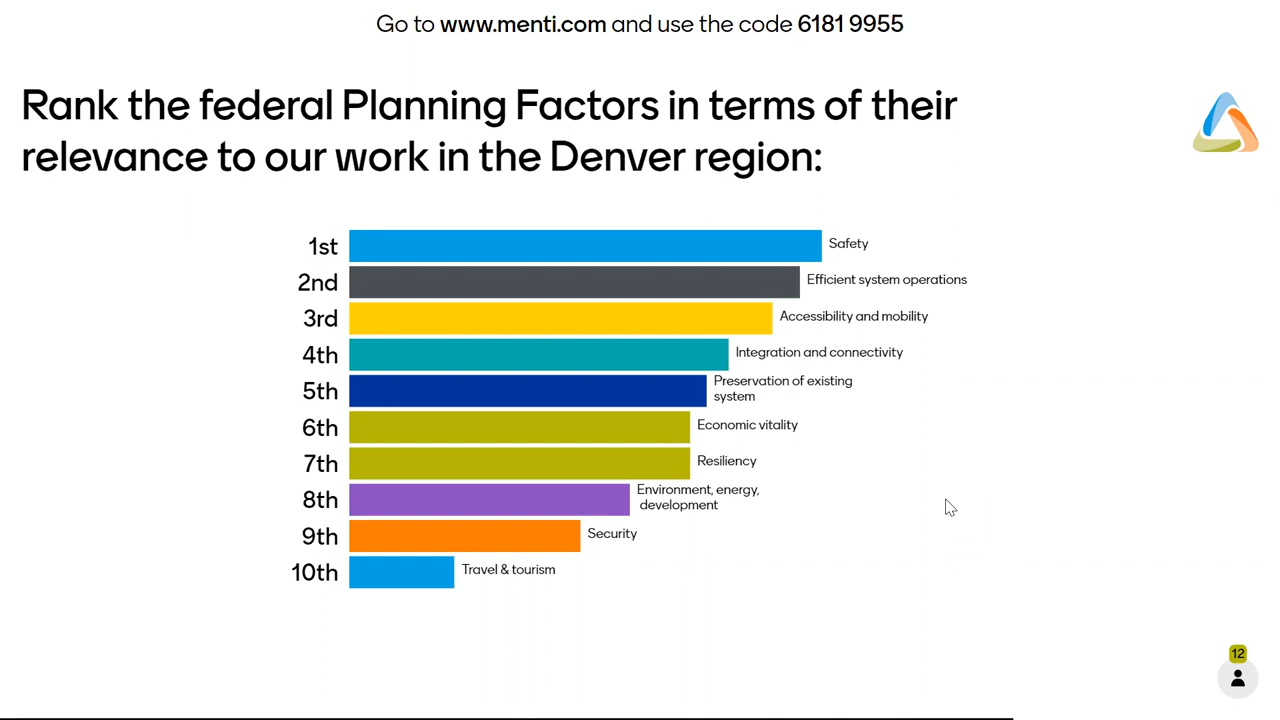 Go to www.menti.com and use the code 6181 9955
Rank the federal Planning Factors in terms of their
relevance to our work in the Denver region:
1st Safety
2nd Efficient system operations
3rd Accessibility and mobility
4th Integration and connectivity
5th Preservation of existing
system
6th Economic vitality
7th Resiliency
8th Environment, energy,
development
9th Security
10th Travel & tourism
12